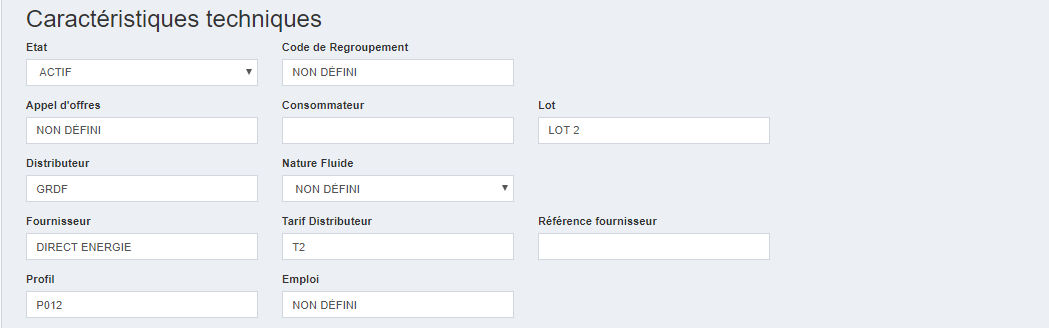 Caractéristiques techniques
Etat
Code de Regroupement
ACTIF
NON DÉFINI
Appel d'offres
Consommateur
Lot
NON DÉFINI
LOT 2
Distributeur
Nature Fluide
GRDF
NON DÉFINI
Fournisseur
Tarif Distributeur
Référence fournisseur
DIRECT ENERGIE
T2
Profil
Emploi
P012
NON DÉFINI